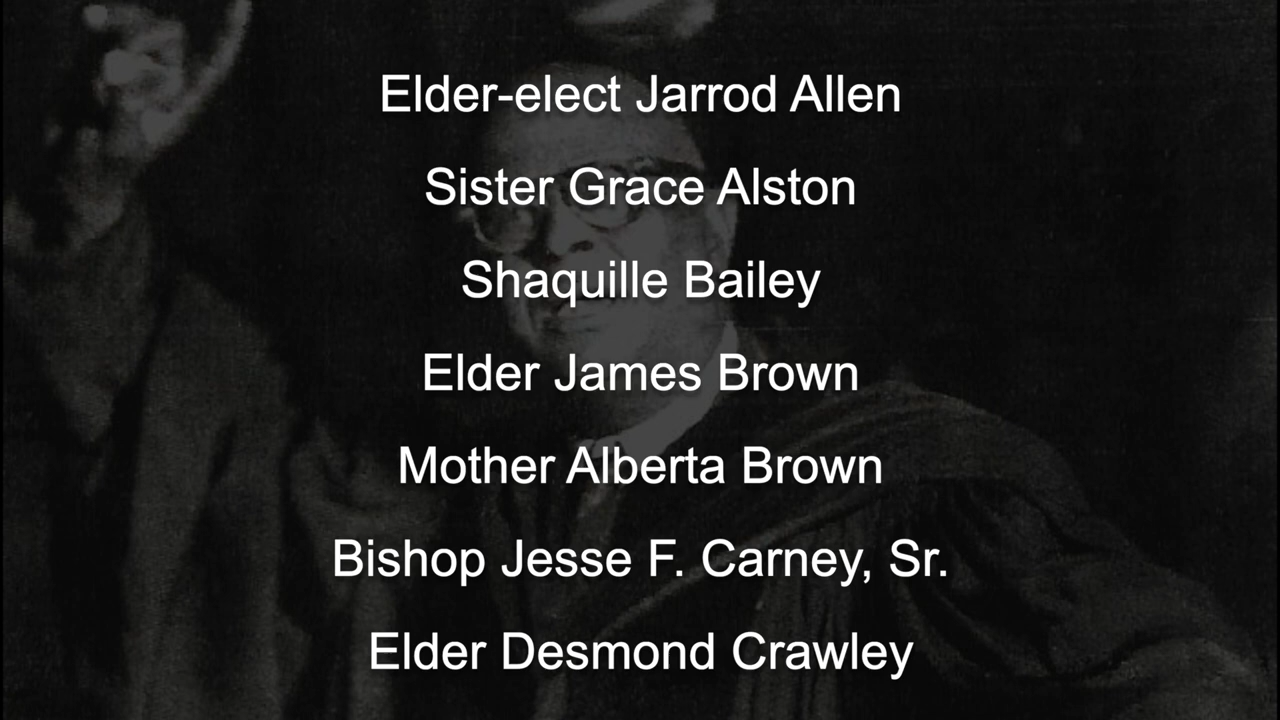 Elder-elect Jarrod Allen
Sister Grace Alston
Shaquille Bailey
Elder James Brown
Mother Alberta Brown
Bishop Jesse F. Carney, Sr.
Elder Desmond Crawley